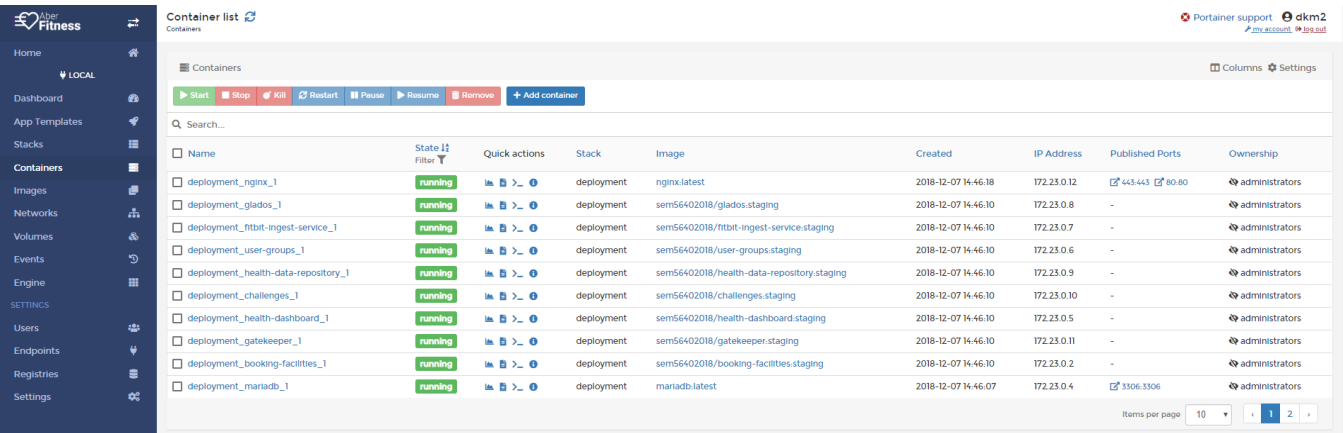 Aber
Fitness
Container list
Containers
Portainer support dkm2
my account log out
Home
LOCAL
Dashboard
App Templates
Stacks
Containers
Images
Networks
Volumes
Events
Engine
SETTINGS
Users
Endpoints
Registries
Settings
Containers
Columns Settings
Start Stop Kill Restart Pause Resume Remove + Add container
Search...
Name State Filter Quick actions Stack Image Created IP Address Published Ports Ownership
deployment_nginx_1 running >_ deployment nginx:latest 2018-12-07 14:46:18 172.23.0.12 443:443 80:80 administrators
deployment_glados_1 running >_ deployment sem56402018/glados:staging 2018-12-07 14:46:10 172.23.0.8 - administrators
deployment_fitbit-ingest-service_1 running >_ deployment sem56402018/fitbit-ingest-service:staging 2018-12-07 14:46:10 172.23.0.7 - administrators
deployment_user-groups_1 running >_ deployment sem56402018/user-groups:staging 2018-12-07 14:46:10 172.23.0.6 - administrators
deployment_health-data-repository_1 running >_ deployment sem56402018/health-data-repository:staging 2018-12-07 14:46:10 172.23.0.9 - administrators
deployment_challenges_1 running >_ deployment sem56402018/challenges:staging 2018-12-07 14:46:10 172.23.0.10 - administrators
deployment_health-dashboard_1 running >_ deployment sem56402018/health-dashboard:staging 2018-12-07 14:46:10 172.23.0.5 - administrators
deployment_gatekeeper_1 running >_ deployment sem56402018/gatekeeper:staging 2018-12-07 14:46:10 172.23.0.11 - administrators
deployment_booking-facilities_1 running >_ deployment sem56402018/booking-facilities:staging 2018-12-07 14:46:10 172.23.0.2 - administrators
deployment_mariadb_1 running >_ deployment mariadb:latest 2018-12-07 14:46:07 172.23.0.4 3306:3306 administrators
Items per page 10 ‹ 1 2 ›